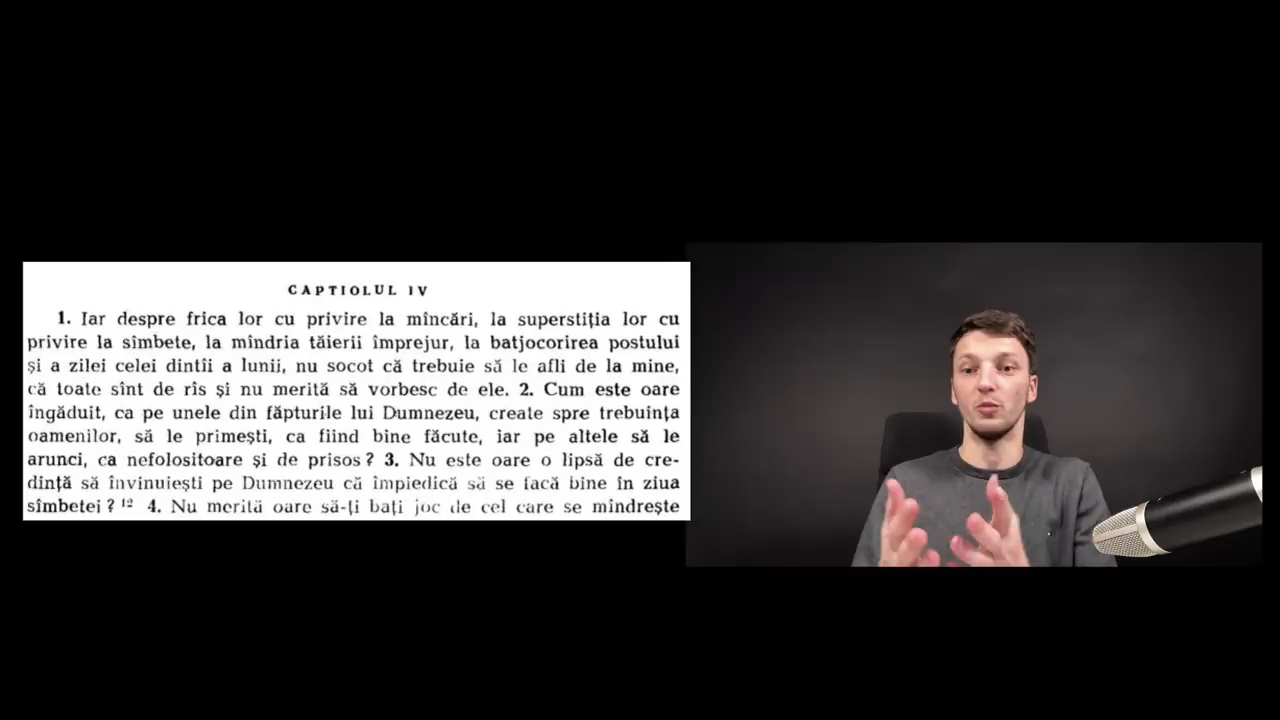 CAPTIOLUL IV
1. Iar despre frica lor cu privire la mîncări, la superstiția lor cu
privire la sîmbete, la mîndria tăierii împrejur, la batjocorirea postului
și a zilei celei dintîi a lunii, nu socot că trebuie să le afli de la mine,
că toate sînt de rîs și nu merită să vorbesc de ele. 2. Cum este oare
îngăduit, ca pe unele din făpturile lui Dumnezeu, create spre trebuința
oamenilor, să le primești, ca fiind bine făcute, iar pe altele să le
arunci, ca nefolositoare și de prisos? 3. Nu este oare o lipsă de cre-
dință să învinuiești pe Dumnezeu că împiedică să se facă bine în ziua
sîmbetei? 12 4. Nu merită oare să-ți bați joc de cel care se mîndrește